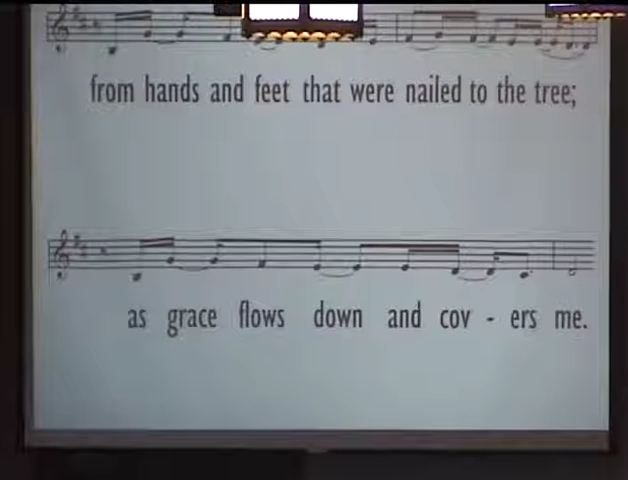 from hands and feet that were nailed to the tree;
as grace flows down and cov - ers me.